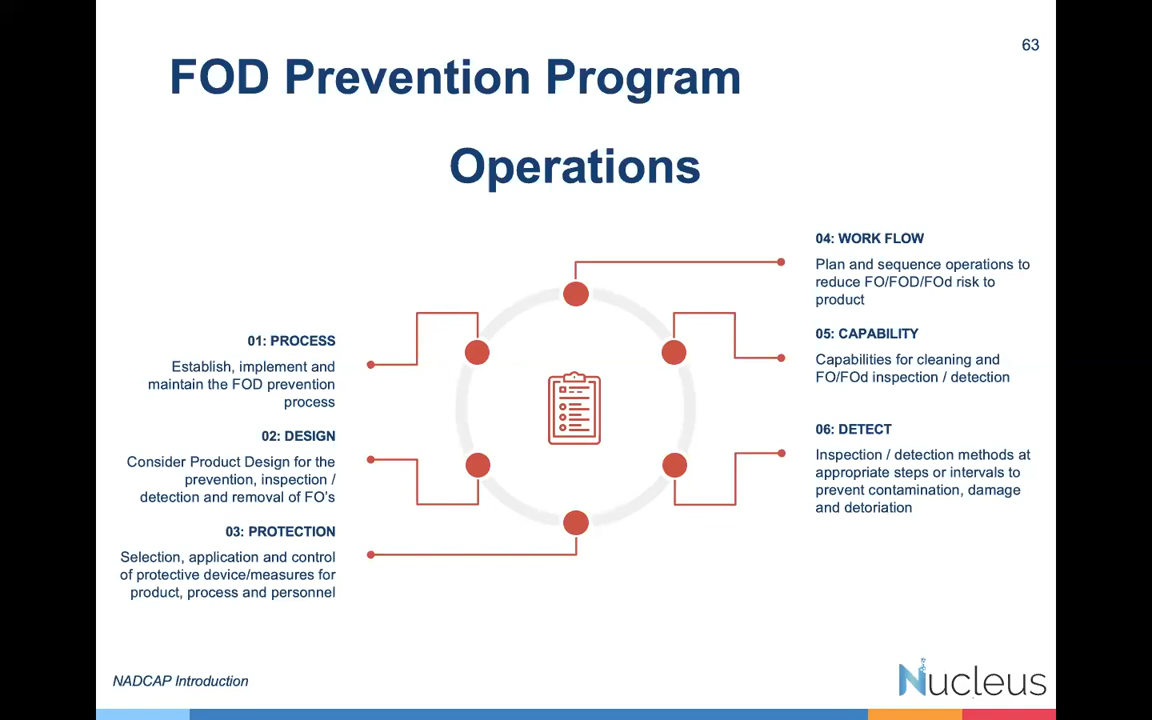 63
FOD Prevention Program
Operations
01: PROCESS
Establish, implement and
maintain the FOD prevention
process
02: DESIGN
Consider Product Design for the
prevention, inspection /
detection and removal of FO's
03: PROTECTION
Selection, application and control
of protective device/measures for
product, process and personnel
04: WORK FLOW
Plan and sequence operations to
reduce FO/FOD/FOd risk to
product
05: CAPABILITY
Capabilities for cleaning and
FO/FOd inspection / detection
06: DETECT
Inspection / detection methods at
appropriate steps or intervals to
prevent contamination, damage
and detoriation
NADCAP Introduction
Nucleus